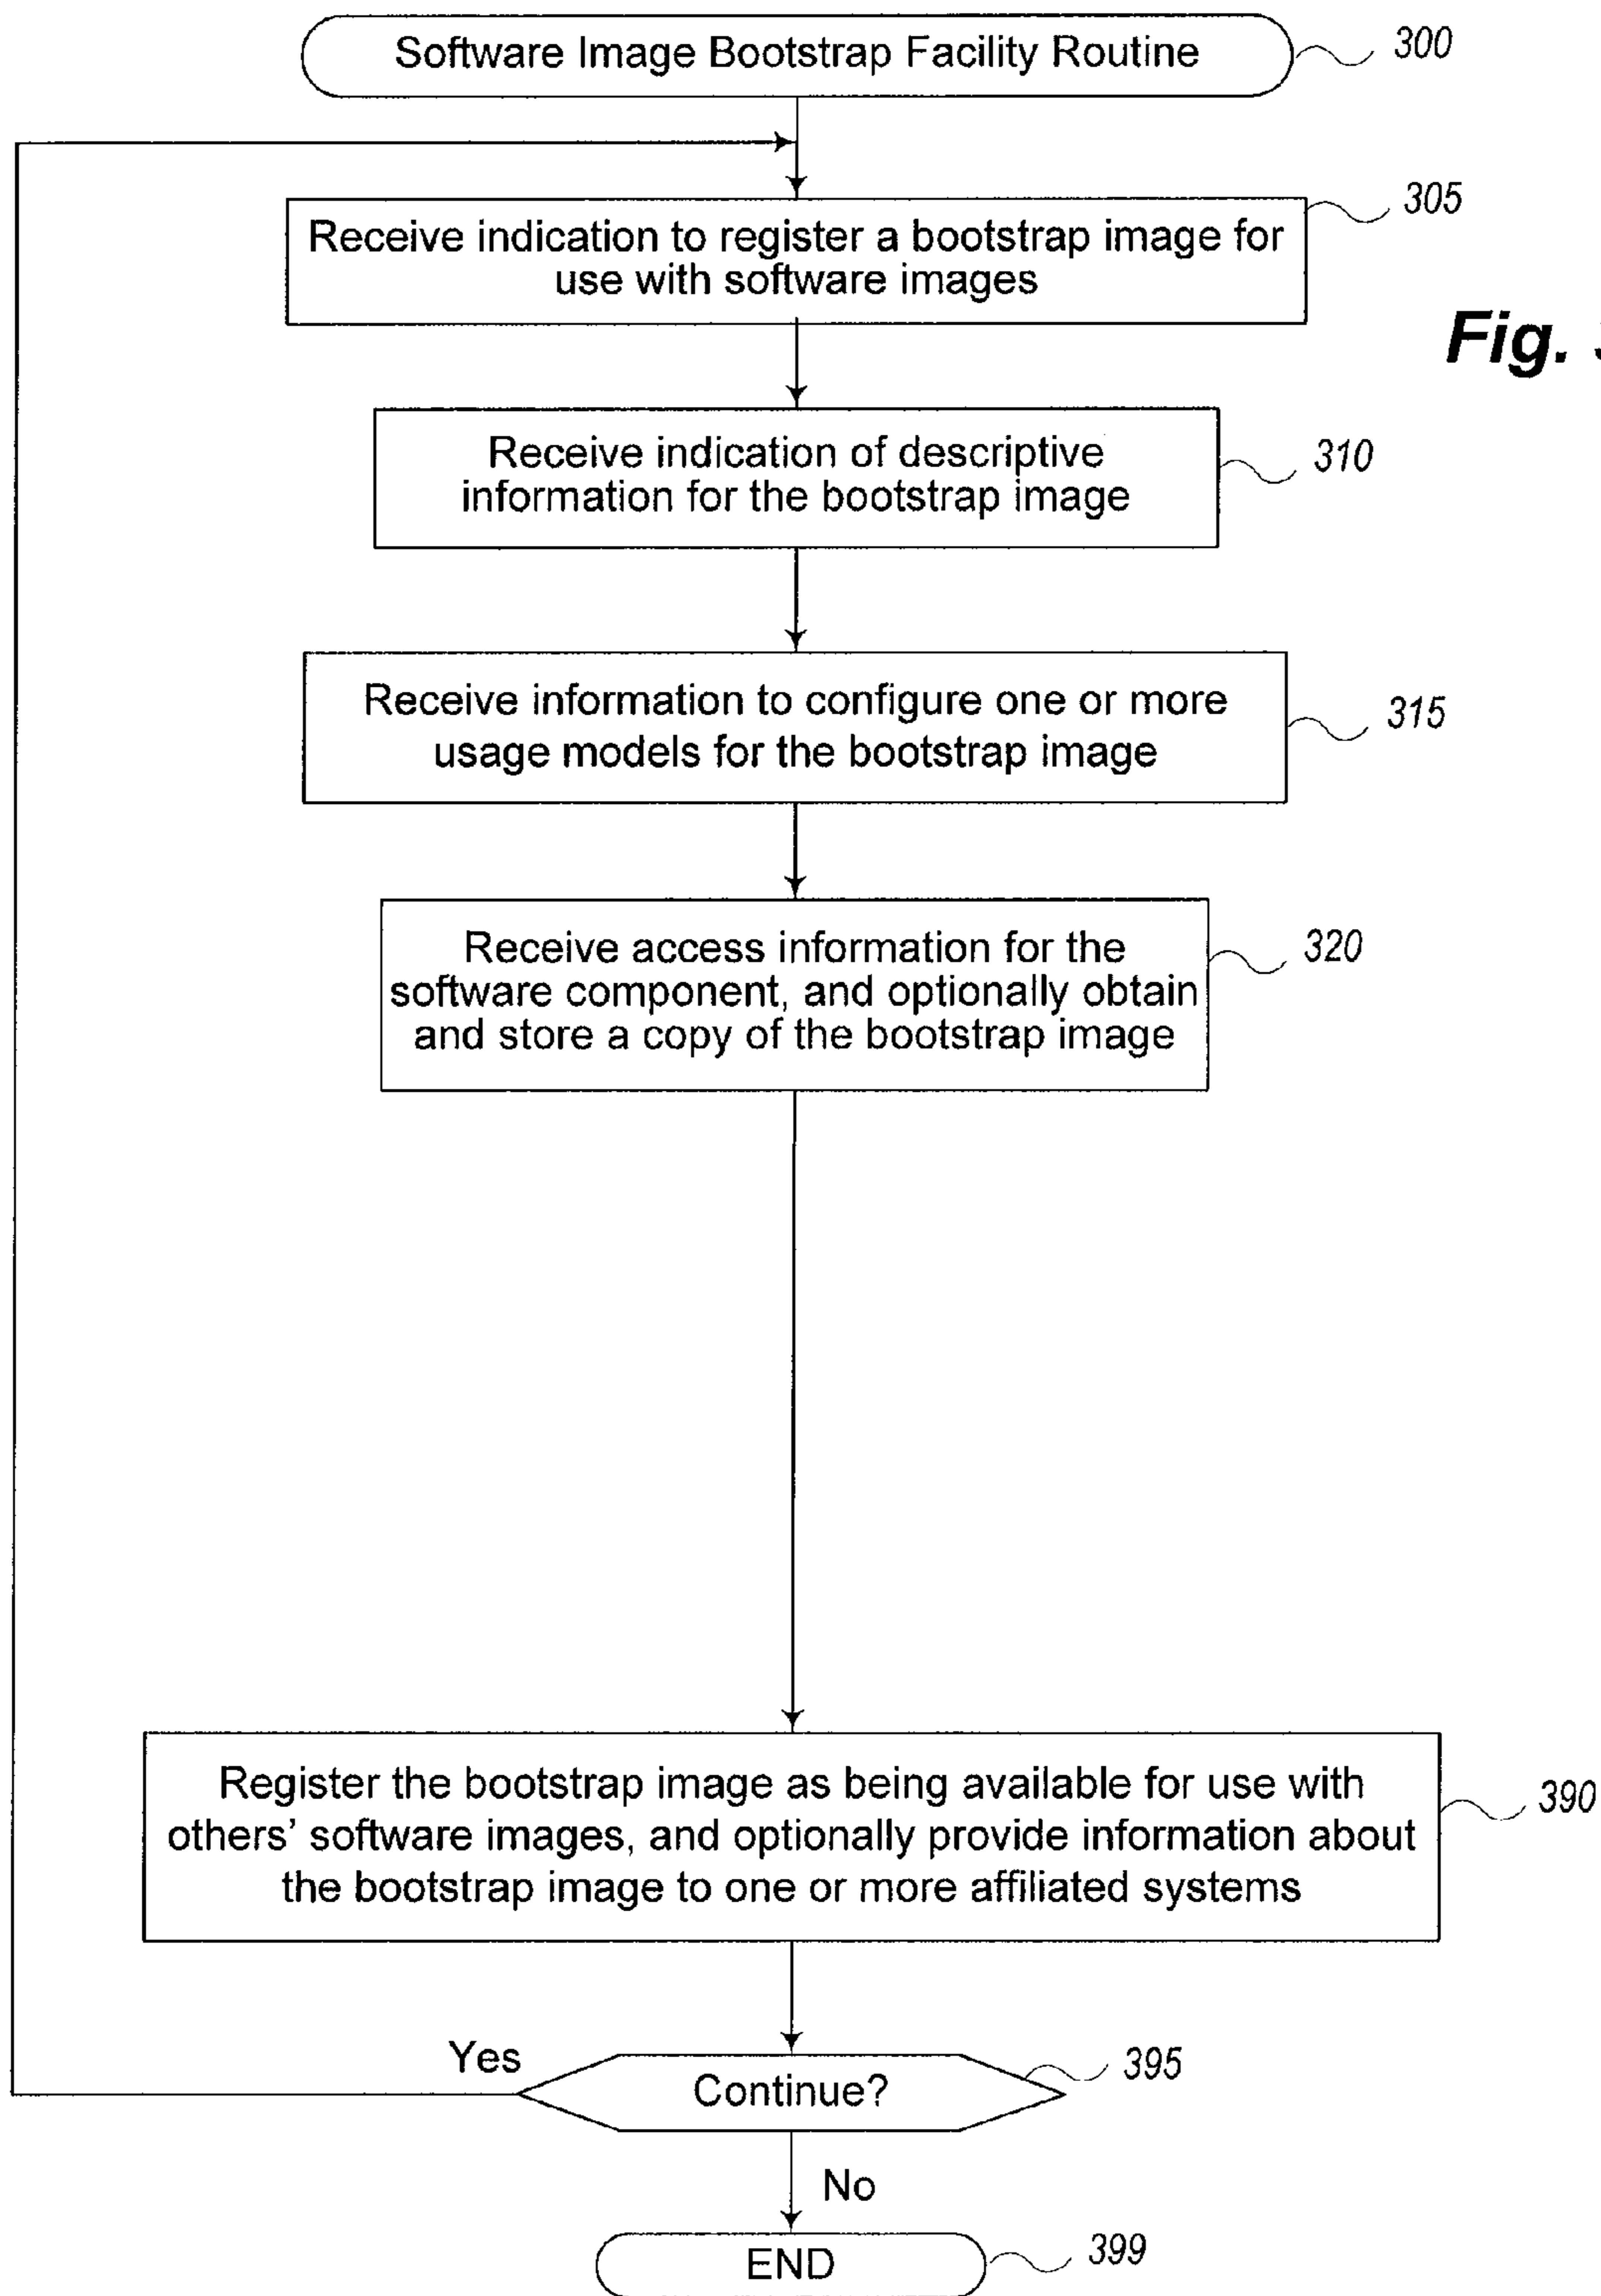 Software Image Bootstrap Facility Routine
300
Receive indication to register a bootstrap image for
use with software images
305
Fig.
Receive indication of descriptive
information for the bootstrap image
310
Receive information to configure one or more
usage models for the bootstrap image
315
Receive access information for the
software component, and optionally obtain
and store a copy of the bootstrap image
320
Register the bootstrap image as being available for use with
others' software images, and optionally provide information about
the bootstrap image to one or more affiliated systems
390
Yes
Continue?
395
No
END
399